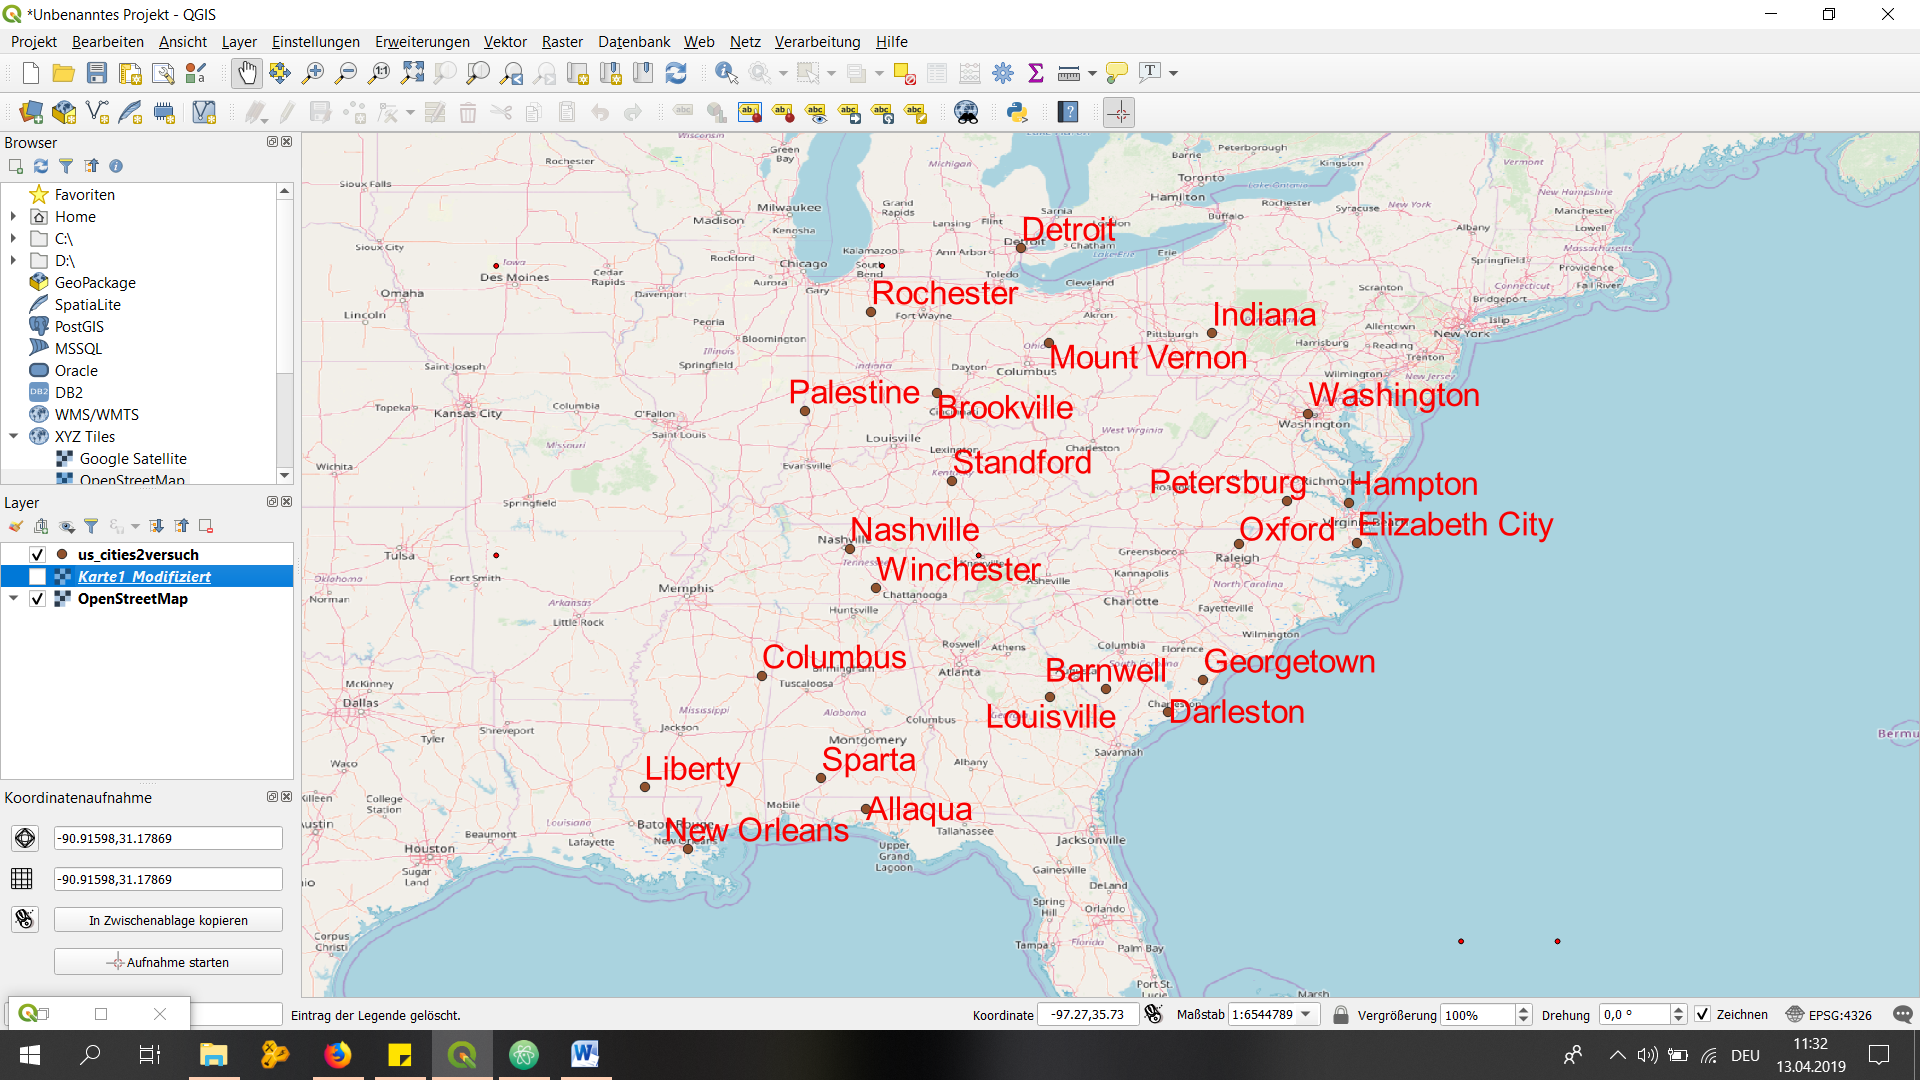 *Unbenanntes Projekt - QGIS
Projekt Bearbeiten Ansicht Layer Einstellungen Erweiterungen Vektor Raster Datenbank Web Netz Verarbeitung Hilfe
Browser
Favoriten
Home
C:\
D:\
GeoPackage
SpatiaLite
PostGIS
MSSQL
Oracle
DB2
WMS/WMTS
XYZ Tiles
Google Satellite
OpenStreetMap
Layer
us_cities2versuch
Karte1_Modifiziert
OpenStreetMap
Koordinatenaufnahme
-90.91598,31.17869
-90.91598,31.17869
In Zwischenablage kopieren
Aufnahme starten
Detroit
Rochester
Indiana
Mount Vernon
Palestine
Brookville
Washington
Standford
Petersburg
Hampton
Nashville
Oxford
Elizabeth City
Winchester
Columbus
Barnwell
Georgetown
Louisville
Darleston
Sparta
Liberty
Allaqua
New Orleans
Wisconsin
Green Bay
Rochester
Sioux Falls
Michigan
Barrie
Peterborough
Kingston
Vermont
Toronto
Lake Ontario
New Hampshire
Milwaukee
Grand Rapids
Sarnia
Hamilton
Rochester
Syracuse
New York
Manchester
Madison
Lansing
Flint
Buffalo
Albany
Lowell
Kenosha
Sioux City
Kalamazoo
Ann Arbor
Chatham
Erie
Massachusetts
Rockford
Chicago
South Bend
Toledo
Lake Erie
Springfield
Providence
Iowa
Des Moines
Cedar Rapids
Aurora
Gary
Cleveland
Scranton
Connecticut
Fall River
Omaha
Davenport
Bridgeport
Lincoln
Peoria
Fort Wayne
Akron
Allentown
New York
Islip
Bloomington
Ohio
Pittsburgh
Harrisburg
Reading
Trenton
Illinois
Indiana
Dayton
Columbus
Wilmington
New Jersey
Saint Joseph
Springfield
Topeka
Kansas City
Columbia
O'Fallon
Saint Louis
Cincinnati
Washington
Missouri
Louisville
West Virginia
Charleston
Wichita
Evansville
Lexington
Kentucky
Richmond
Springfield
Virginia Beach
Nashville
Tulsa
Tennessee
Knoxville
Greensboro
Raleigh
Oklahoma
Fort Smith
Memphis
Asheville
Kannapolis
North Carolina
Norman
Arkansas
Chattanooga
Charlotte
Fayetteville
Huntsville
Little Rock
Wilmington
Roswell
Athens
Columbia
Florence
South Carolina
McKinney
Birmingham
Atlanta
Tuscaloosa
Dallas
Mississippi
Alabama
Columbus
Charleston
Shreveport
Jackson
Tyler
Montgomery
Savannah
Bermu
Waco
Albany
Killeen
College Station
Mobile
Austin
Louisiana
Baton Rouge
Tallahassee
Beaumont
Lafayette
New Orleans
Jacksonville
Houston
Upper Grand Lagoon
Sugar Land
Gainesville
DeLand
Spring Hill
Orlando
Corpus Christi
Tampa
Florida
Palm Bay
Port St. Lucie
Marsh
Eintrag der Legende gelöscht.
Koordinate -97.27,35.73 Maßstab 1:6544789 Vergrößerung 100% Drehung 0,0 ° Zeichnen EPSG:4326
DEU
11:32
13.04.2019